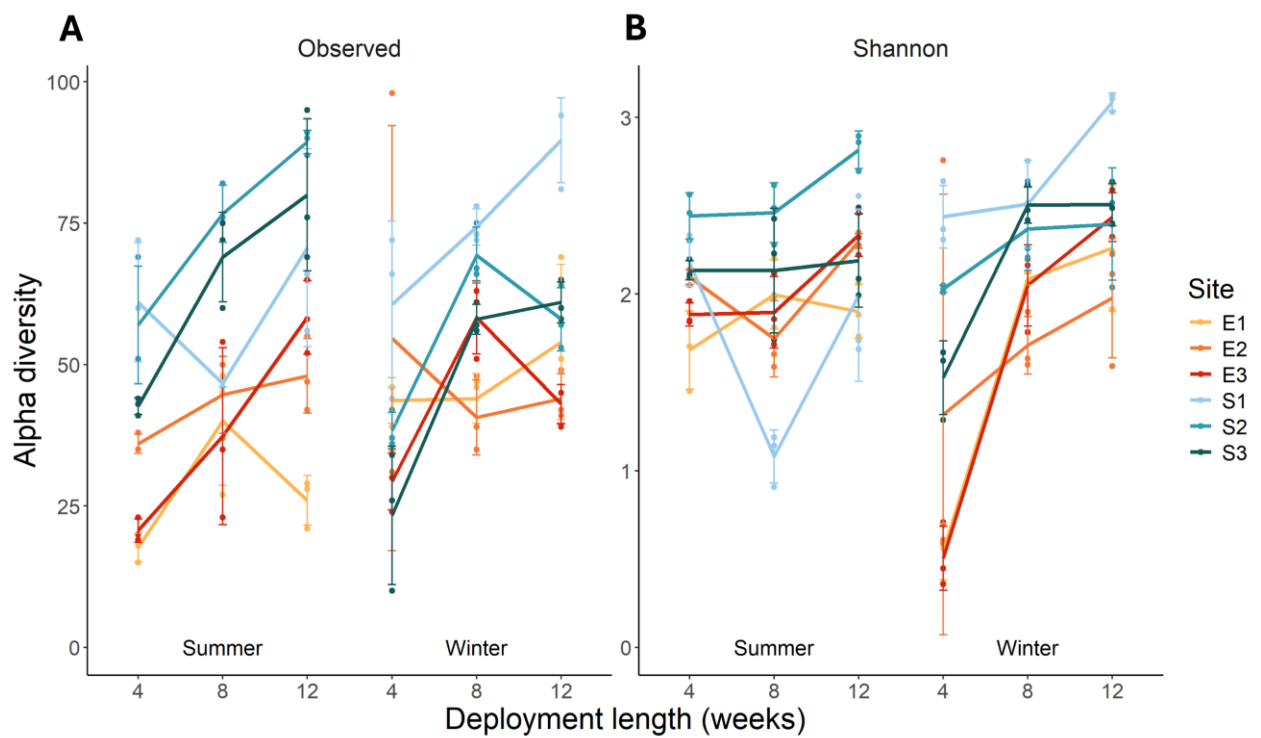 A
B
Observed
Shannon
Alpha diversity
100
75
50
25
0
3
2
1
0
Summer
Winter
Summer
Winter
4 8 12 4 8 12
4 8 12 4 8 12
Deployment length (weeks)
Site
E1
E2
E3
S1
S2
S3